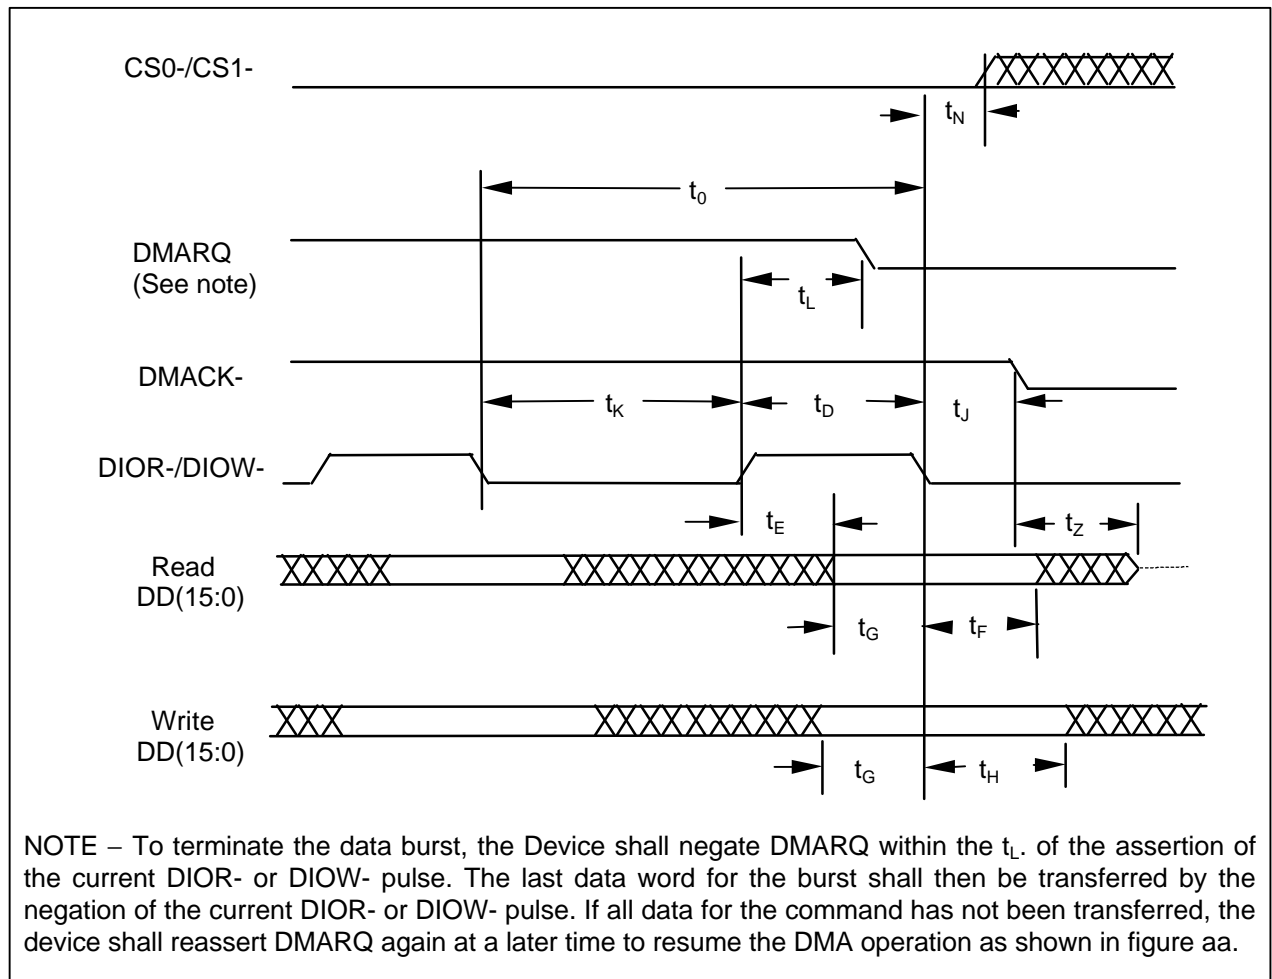 CS0-/CS1-
tN
t0
DMARQ
(See note)
tL
DMACK-
tK
tD
tJ
DIOR-/DIOW-
tE
tZ
Read
DD(15:0)
tG
tF
Write
DD(15:0)
tG
tH
NOTE – To terminate the data burst, the Device shall negate DMARQ within the tL. of the assertion of
the current DIOR- or DIOW- pulse. The last data word for the burst shall then be transferred by the
negation of the current DIOR- or DIOW- pulse. If all data for the command has not been transferred, the
device shall reassert DMARQ again at a later time to resume the DMA operation as shown in figure aa.